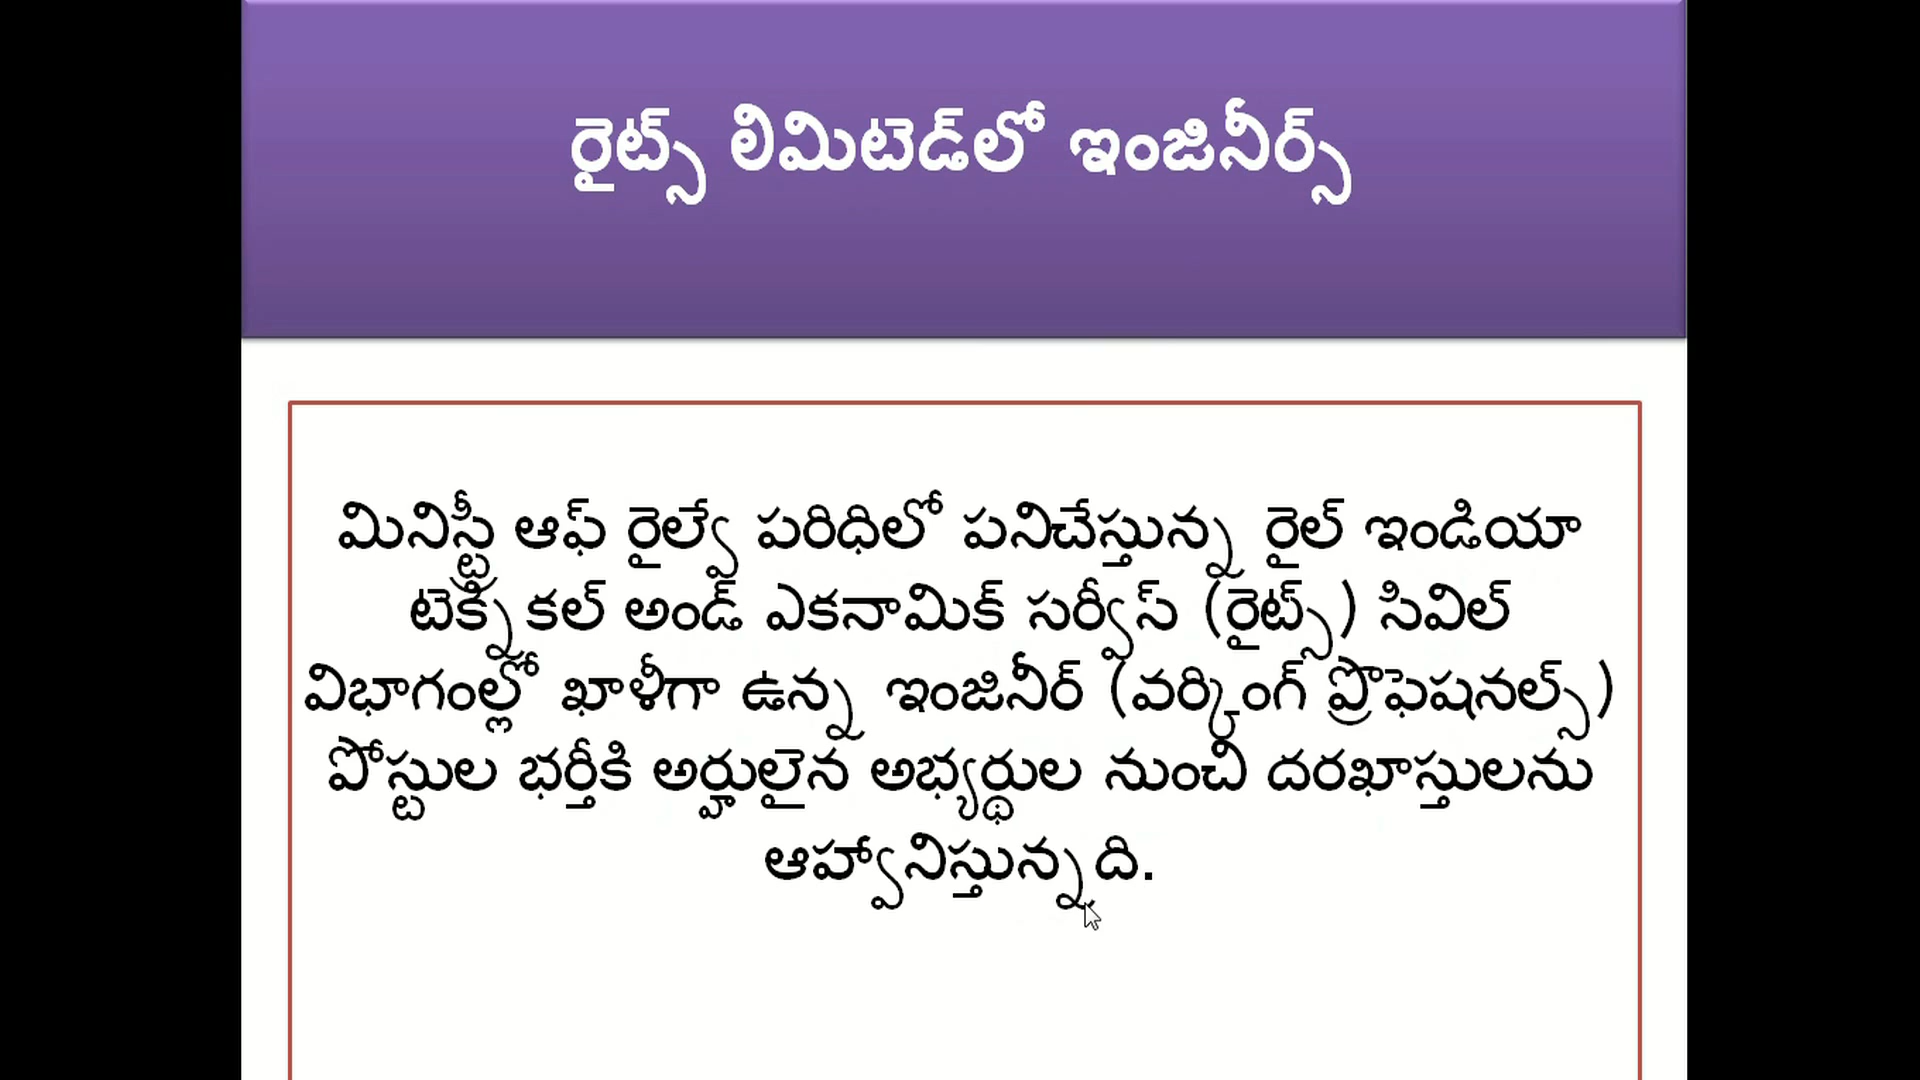 రైట్స్ లిమిటెడ్‌లో ఇంజినీర్స్
మినిస్ట్రీ ఆఫ్ రైల్వే పరిధిలో పనిచేస్తున్న రైల్ ఇండియా
టెక్నికల్ అండ్ ఎకనామిక్ సర్వీస్ (రైట్స్) సివిల్
విభాగంల్లో ఖాళీగా ఉన్న ఇంజినీర్ (వర్కింగ్ ప్రొఫెషనల్స్)
పోస్టుల భర్తీకి అర్హులైన అభ్యర్థుల నుంచి దరఖాస్తులను
ఆహ్వానిస్తున్నది.